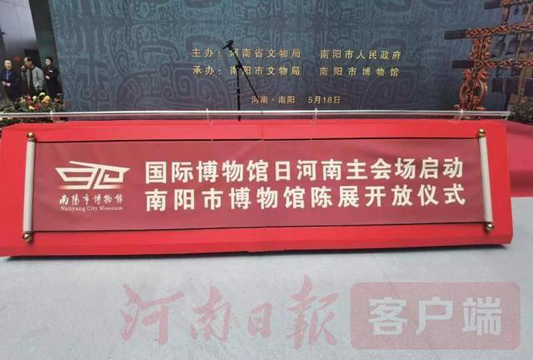 主办：河南省文物局 南阳市人民政府
承办：南阳市文物局 南阳市博物馆
河南·南阳 5月18日
国际博物馆日河南主会场启动
南阳市博物馆陈展开放仪式
南阳市博物馆
Nanyang City Museum
河南日报 客户端